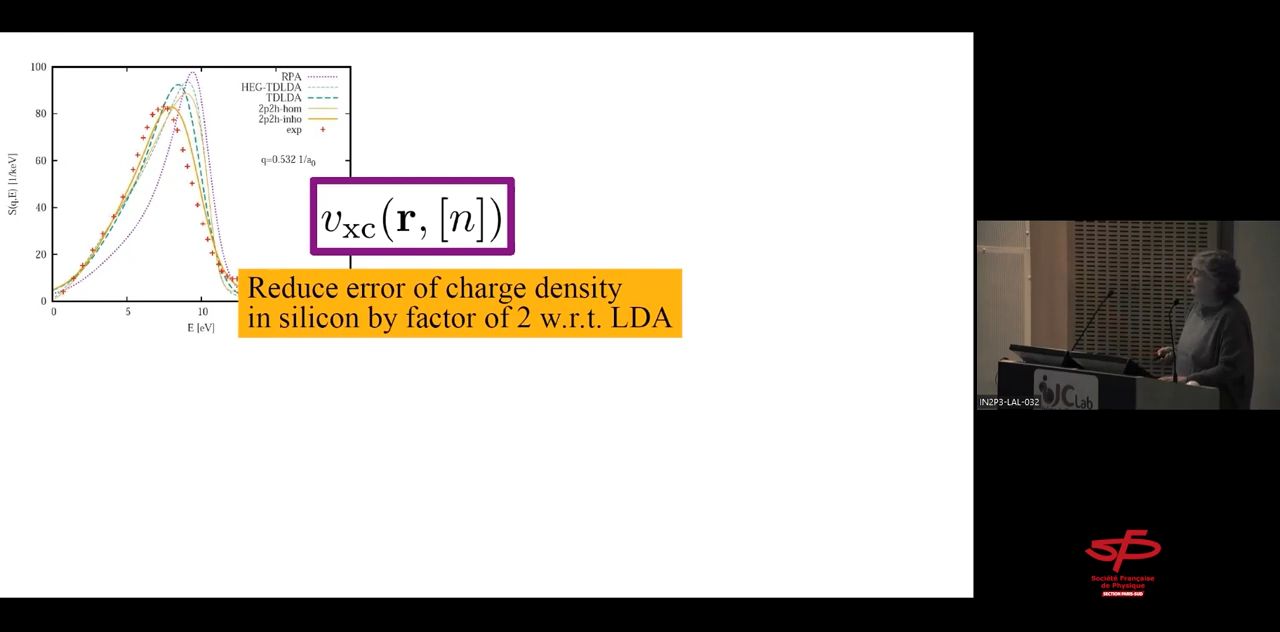 100
80
60
40
20
0
S(q,E) [1/keV]
0 5 10
E [eV]
RPA
HEG-TDLDA
TDLDA
2p2h-hom
2p2h-inho
exp
q=0.532 1/a₀
v_xc(r, [n])
Reduce error of charge density
in silicon by factor of 2 w.r.t. LDA
IJCLab
IN2P3-LAL-032
SFP
Société Française
de Physique
SECTION PARIS-SUD